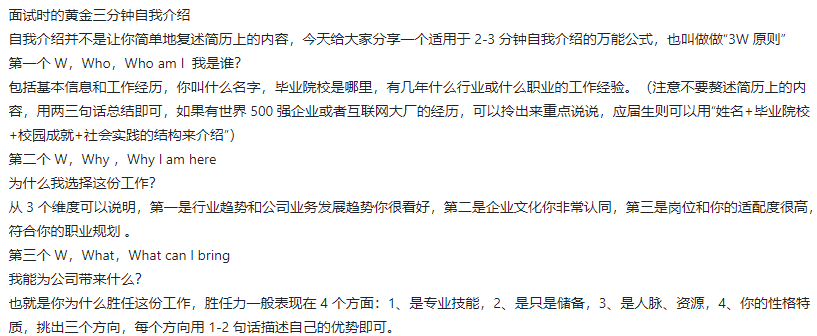 面试时的黄金三分钟自我介绍
自我介绍并不是让你简单地复述简历上的内容，今天给大家分享一个适用于 2-3 分钟自我介绍的万能公式，也叫做做“3W 原则”
第一个 W，Who，Who am I  我是谁？
包括基本信息和工作经历，你叫什么名字，毕业院校是哪里，有几年什么行业或什么职业的工作经验。（注意不要赘述简历上的内
容，用两三句话总结即可，如果有世界 500 强企业或者互联网大厂的经历，可以拎出来重点说说，应届生则可以用“姓名+毕业院校
+校园成就+社会实践的结构来介绍”）
第二个 W，Why ，Why I am here
为什么我选择这份工作？
从 3 个维度可以说明，第一是行业趋势和公司业务发展趋势你很看好，第二是企业文化你非常认同，第三是岗位和你的适配度很高，
符合你的职业规划 。
第三个 W，What，What can I bring
我能为公司带来什么？
也就是你为什么胜任这份工作，胜任力一般表现在 4 个方面：1、是专业技能，2、是只是储备，3、是人脉、资源，4、你的性格特
质，挑出三个方向，每个方向用 1-2 句话描述自己的优势即可。